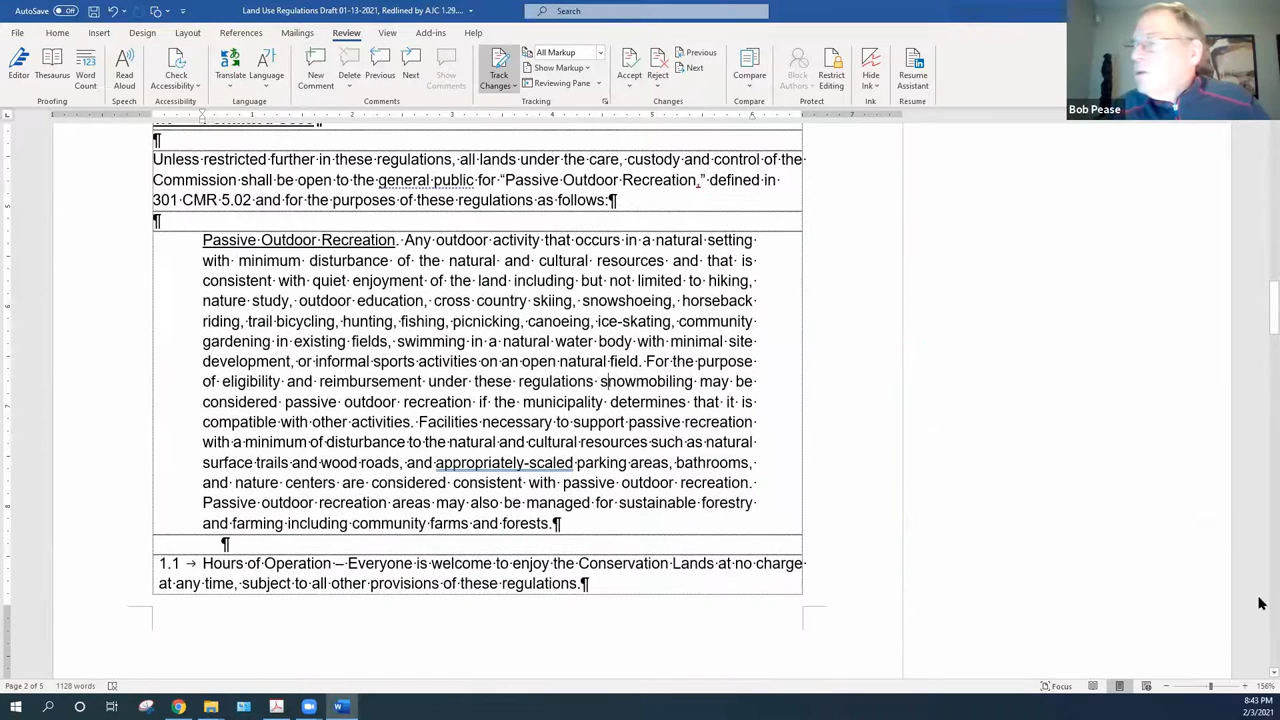 AutoSave Off Land Use Regulations Draft 01-13-2021, Redlined by AJC 1.29.... Search
File Home Insert Draw Design Layout References Mailings Review View Add-ins Help
Editor Thesaurus Word Count Read Aloud Check Accessibility Translate Language New Comment Delete Previous Next Show Comments Track Changes All Markup Show Markup Reviewing Pane Accept Reject Previous Next Compare Block Authors Restrict Editing Hide Ink Resume Assistant
Proofing Speech Accessibility Language Comments Tracking Changes Compare Protect Ink Resume
Bob Pease
¶
Unless restricted further in these regulations, all lands under the care, custody and control of the
Commission shall be open to the general public for “Passive Outdoor Recreation,” defined in
301 CMR 5.02 and for the purposes of these regulations as follows:¶
¶
Passive Outdoor Recreation. Any outdoor activity that occurs in a natural setting
with minimum disturbance of the natural and cultural resources and that is
consistent with quiet enjoyment of the land including but not limited to hiking,
nature study, outdoor education, cross country skiing, snowshoeing, horseback
riding, trail bicycling, hunting, fishing, picnicking, canoeing, ice-skating, community
gardening in existing fields, swimming in a natural water body with minimal site
development, or informal sports activities on an open natural field. For the purpose
of eligibility and reimbursement under these regulations snowmobiling may be
considered passive outdoor recreation if the municipality determines that it is
compatible with other activities. Facilities necessary to support passive recreation
with a minimum of disturbance to the natural and cultural resources such as natural
surface trails and wood roads, and appropriately-scaled parking areas, bathrooms,
and nature centers are considered consistent with passive outdoor recreation.
Passive outdoor recreation areas may also be managed for sustainable forestry
and farming including community farms and forests.¶
¶
1.1 → Hours of Operation – Everyone is welcome to enjoy the Conservation Lands at no charge
at any time, subject to all other provisions of these regulations.¶
Page 2 of 5 1128 words Focus 156%
8:43 PM
2/3/2021